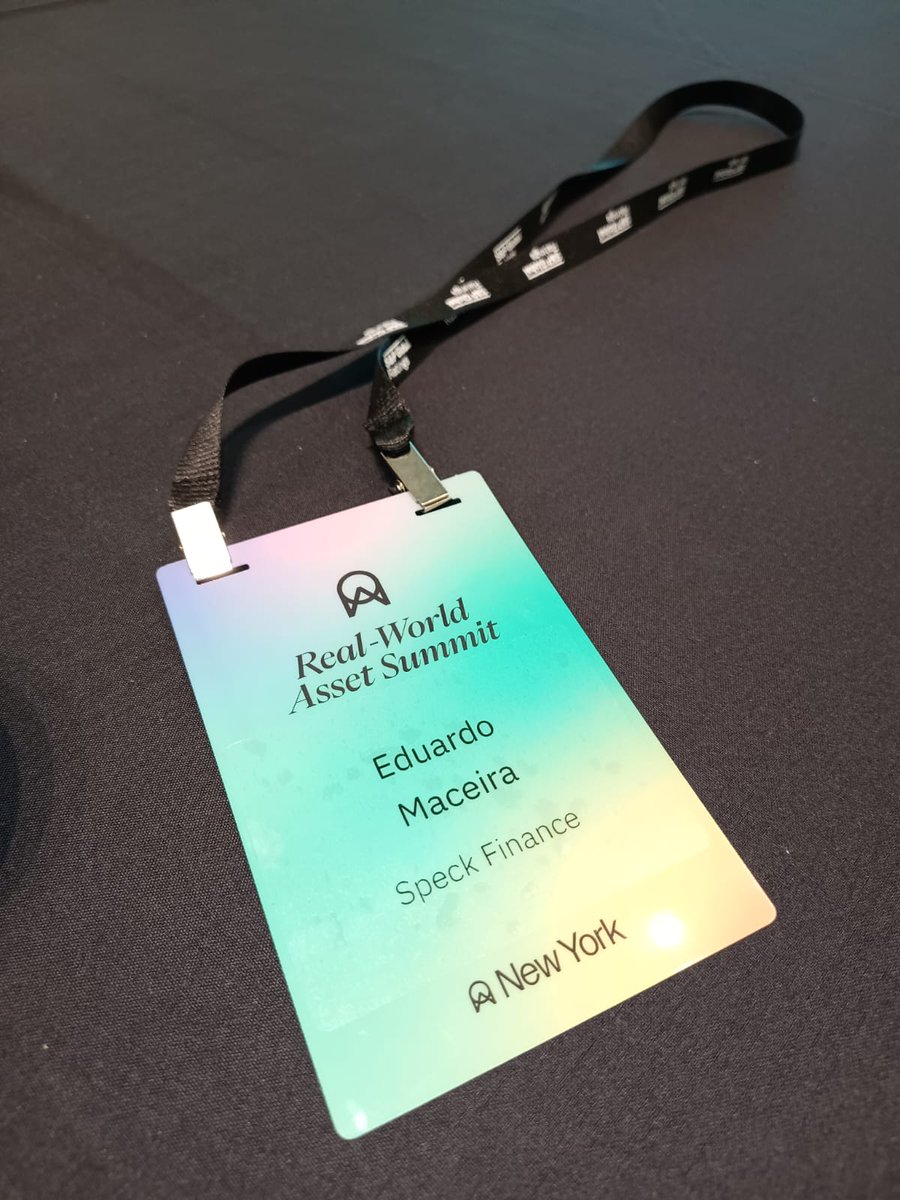 Real-World
Asset Summit
Eduardo
Maceira
Speck Finance
New York